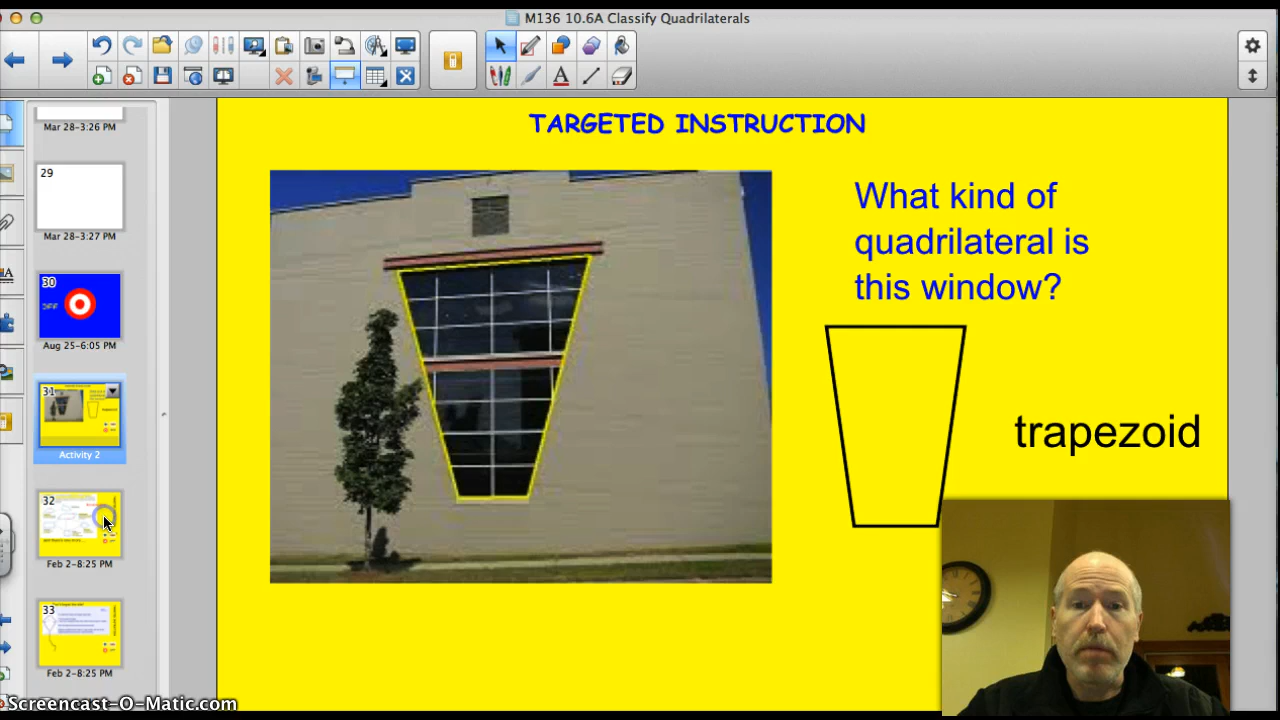 M136 10.6A Classify Quadrilaterals
Mar 28-3:26 PM
29
Mar 28-3:27 PM
30
OFF
Aug 25-6:05 PM
31
Activity 2
32
Feb 2-8:25 PM
33
Feb 2-8:25 PM
TARGETED INSTRUCTION
What kind of
quadrilateral is
this window?
trapezoid
Screencast-O-Matic.com